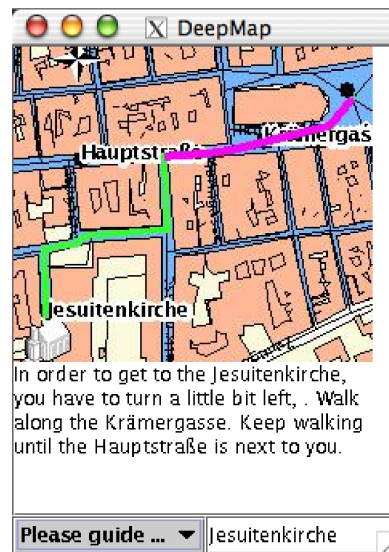 DeepMap
Krämergas
Hauptstraße
Jesuitenkirche
In order to get to the Jesuitenkirche,
you have to turn a little bit left, . Walk
along the Krämergasse. Keep walking
until the Hauptstraße is next to you.
Please guide ... Jesuitenkirche